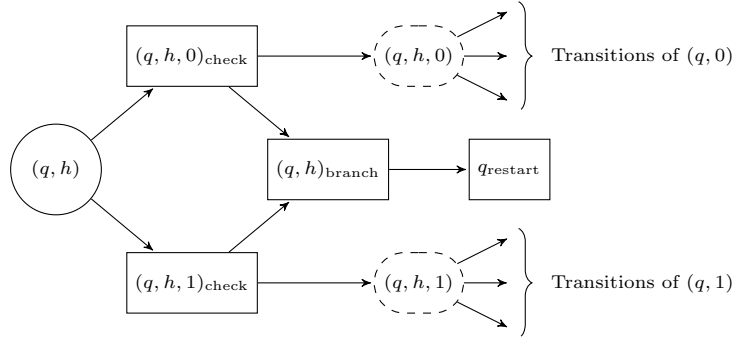 (q, h, 0)check
(q, h, 0)
Transitions of (q, 0)
(q, h)
(q, h)branch
qrestart
(q, h, 1)check
(q, h, 1)
Transitions of (q, 1)